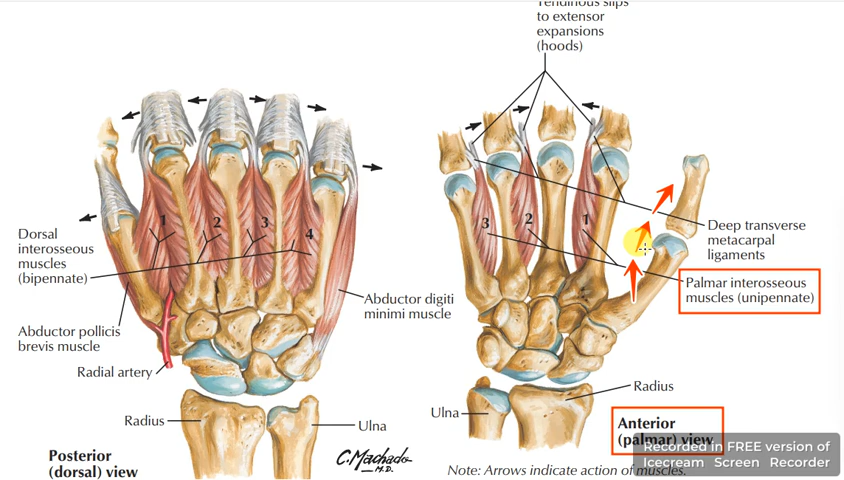 Tendinous slips
to extensor
expansions
(hoods)
1
2
3
4
3
2
1
Dorsal
interosseous
muscles
(bipennate)
Deep transverse
metacarpal
ligaments
Palmar interosseous
muscles (unipennate)
Abductor digiti
minimi muscle
Abductor pollicis
brevis muscle
Radial artery
Radius
Ulna
Radius
Ulna
Anterior
(palmar) view
Posterior
(dorsal) view
C.Machado
M.D.
Note: Arrows indicate action of muscles.
Recorded in FREE version of
Icecream Screen Recorder